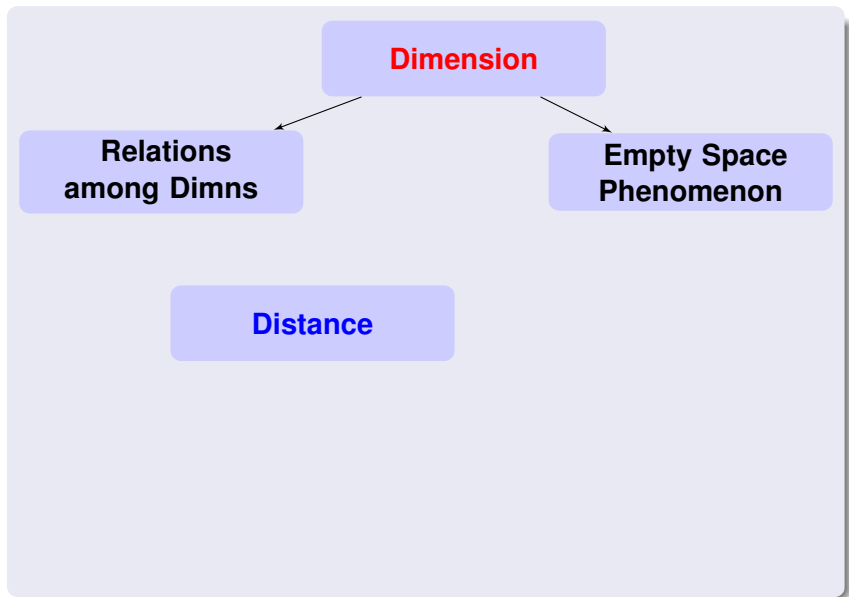 Dimension
Relations
among Dimns
Empty Space
Phenomenon
Distance